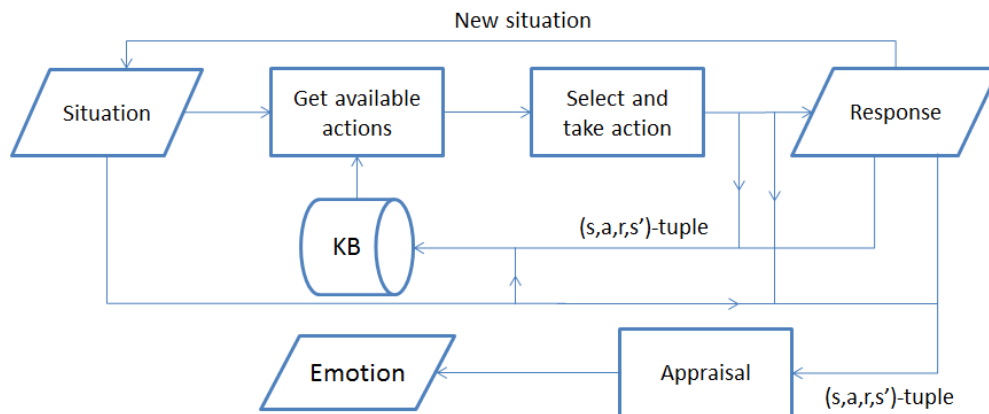 New situation
Situation
Get available
actions
Select and
take action
Response
KB
(s,a,r,s’)-tuple
Emotion
Appraisal
(s,a,r,s’)-tuple